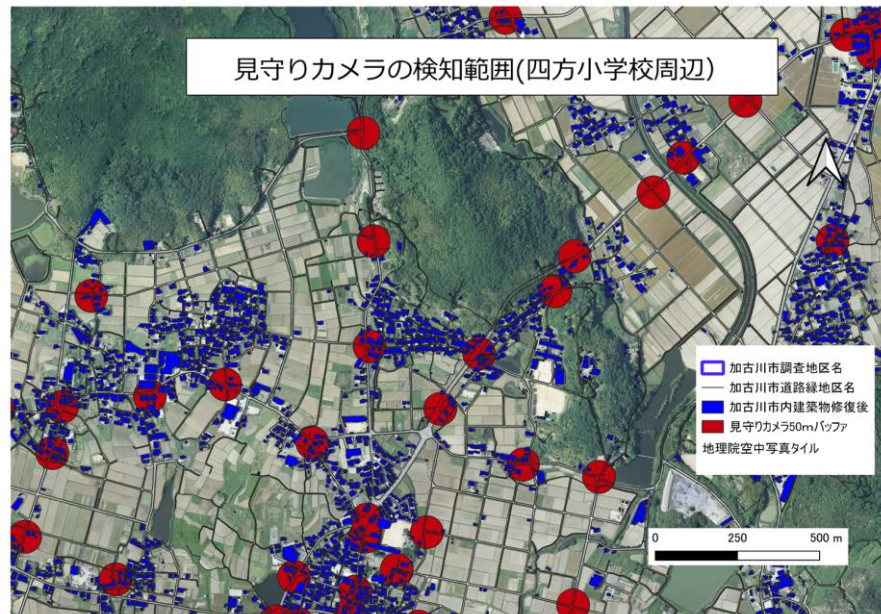 見守りカメラの検知範囲(四方小学校周辺）
加古川市調査地区名
加古川市道路縁地区名
加古川市内建築物修復後
見守りカメラ50mバッファ
地理院空中写真タイル
0 250 500 m